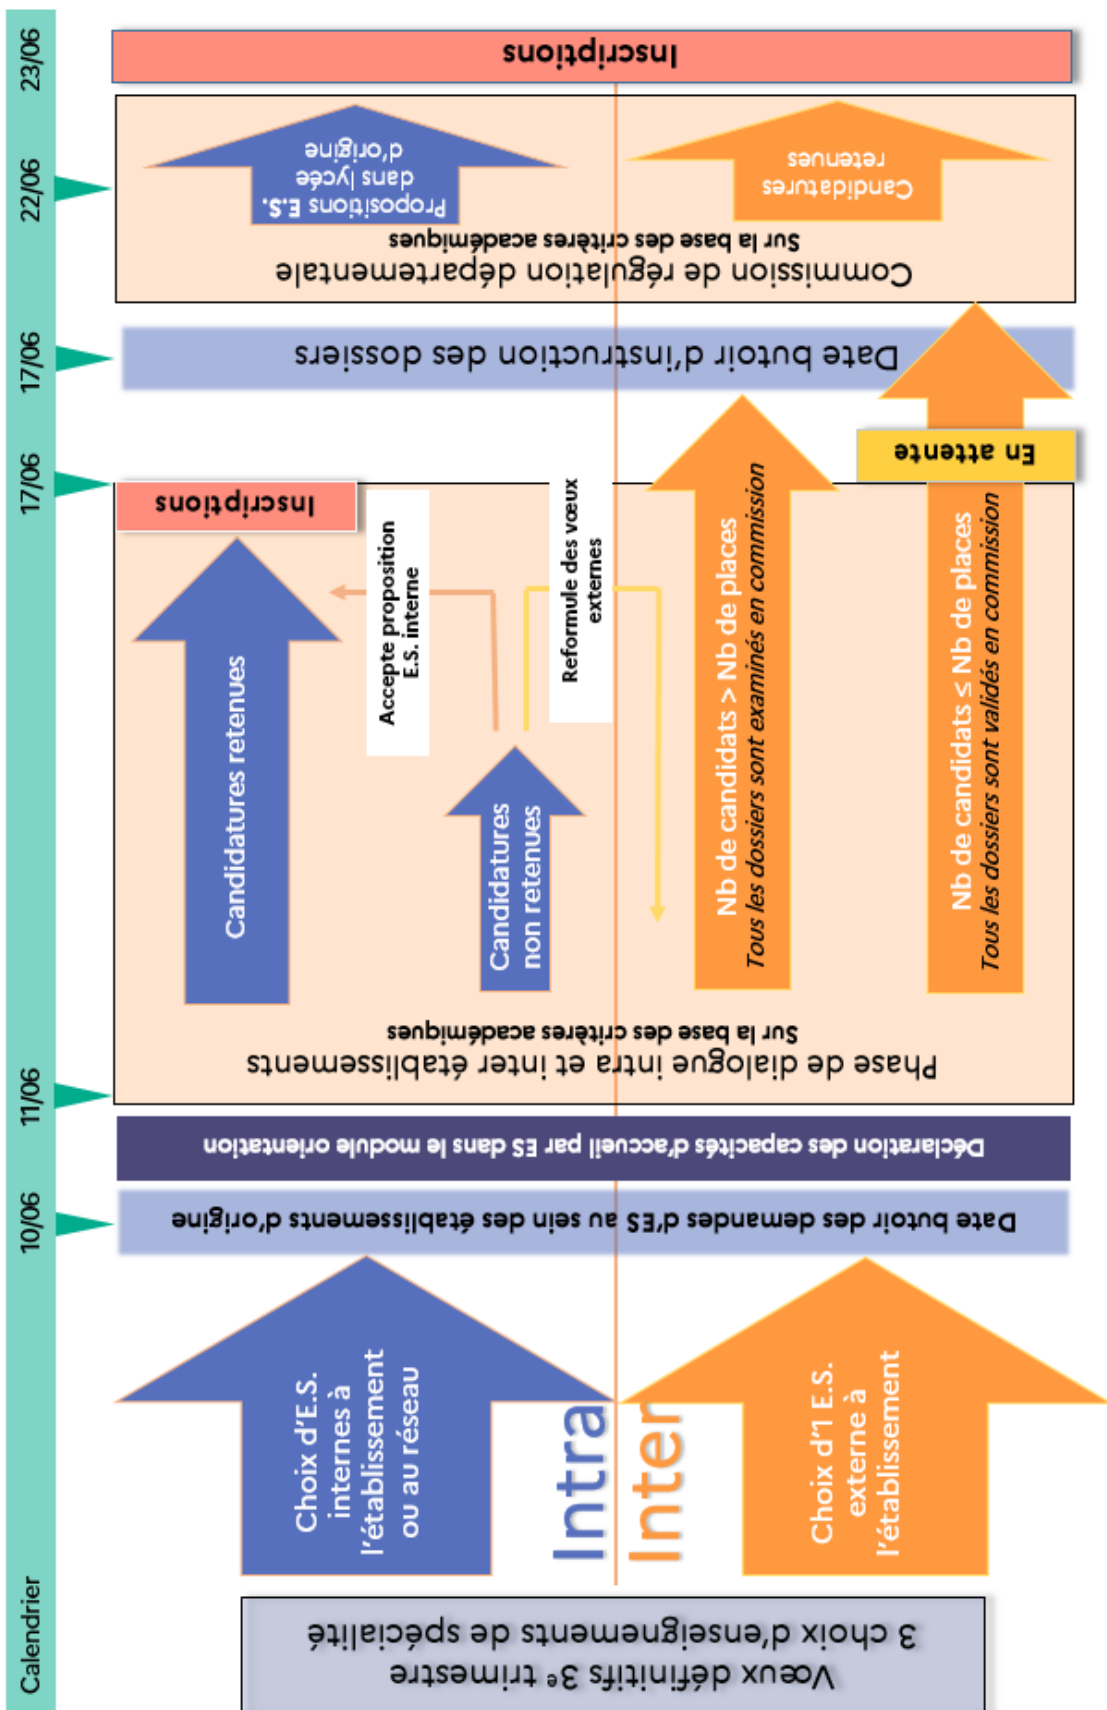 Calendrier
10/06
11/06
17/06
17/06
22/06
23/06
Vœux définitifs 3e trimestre
3 choix d'enseignements de spécialité
Intra
Inter
Choix d'E.S.
internes à
l'établissement
ou au réseau
Choix d'1 E.S.
externe à
l'établissement
Date butoir des demandes d'ES au sein des établissements d'origine
Déclaration des capacités d'accueil par ES dans le module orientation
Phase de dialogue intra et inter établissements
Sur la base des critères académiques
Candidatures retenues
Candidatures
non retenues
Accepte proposition
E.S. interne
Reformule des vœux
externes
Nb de candidats > Nb de places
Tous les dossiers sont examinés en commission
Nb de candidats ≤ Nb de places
Tous les dossiers sont validés en commission
Inscriptions
En attente
Date butoir d'instruction des dossiers
Commission de régulation départementale
Sur la base des critères académiques
Propositions E.S.
dans lycée
d'origine
Candidatures
retenues
Inscriptions